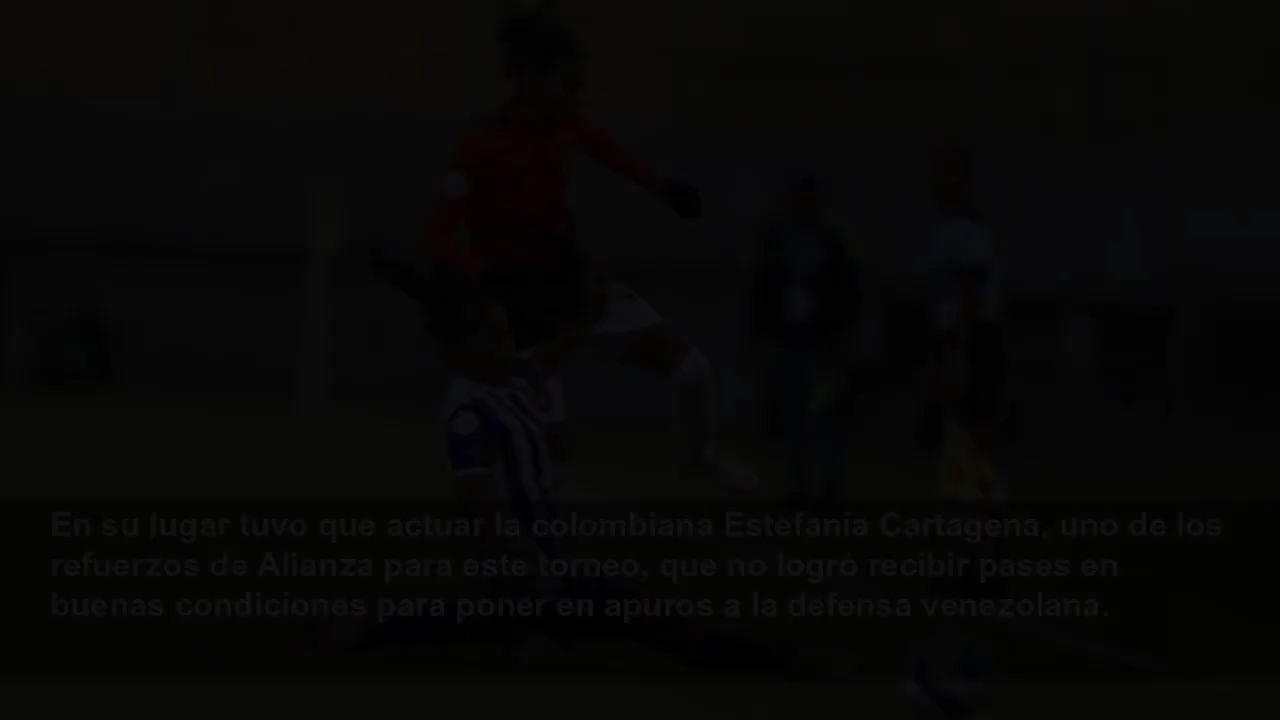 En su lugar tuvo que actuar la colombiana Estefanía Cartagena, uno de los
refuerzos de Alianza para este torneo, que no logró recibir pases en
buenas condiciones para poner en apuros a la defensa venezolana.